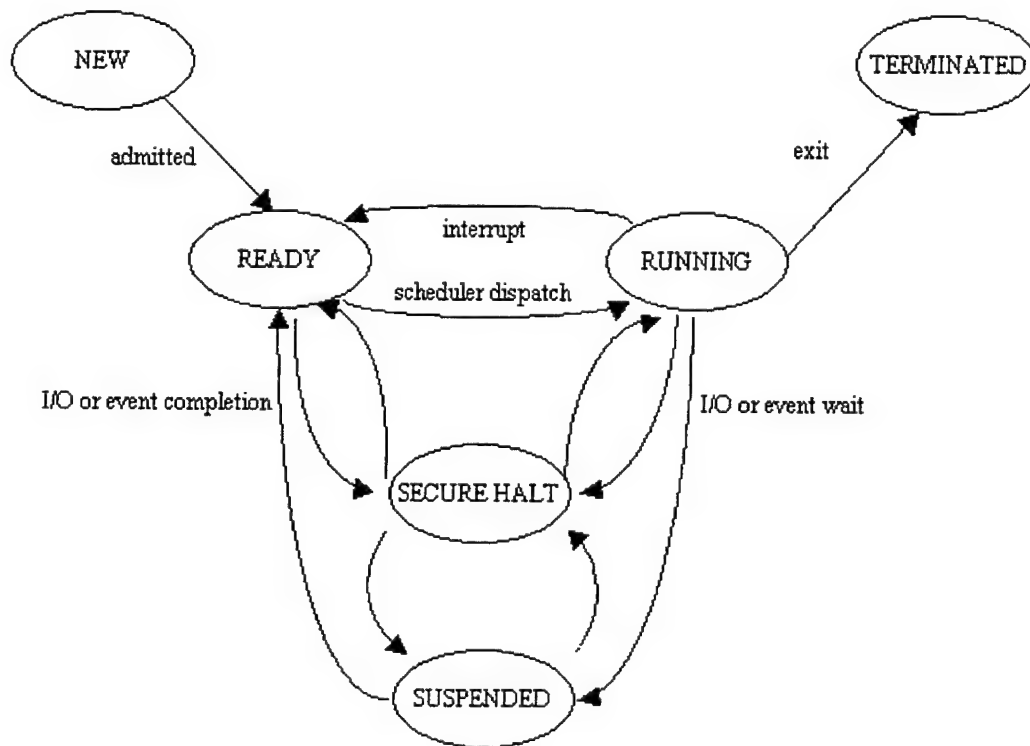 NEW
TERMINATED
admitted
exit
interrupt
READY
RUNNING
scheduler dispatch
I/O or event completion
I/O or event wait
SECURE HALT
SUSPENDED